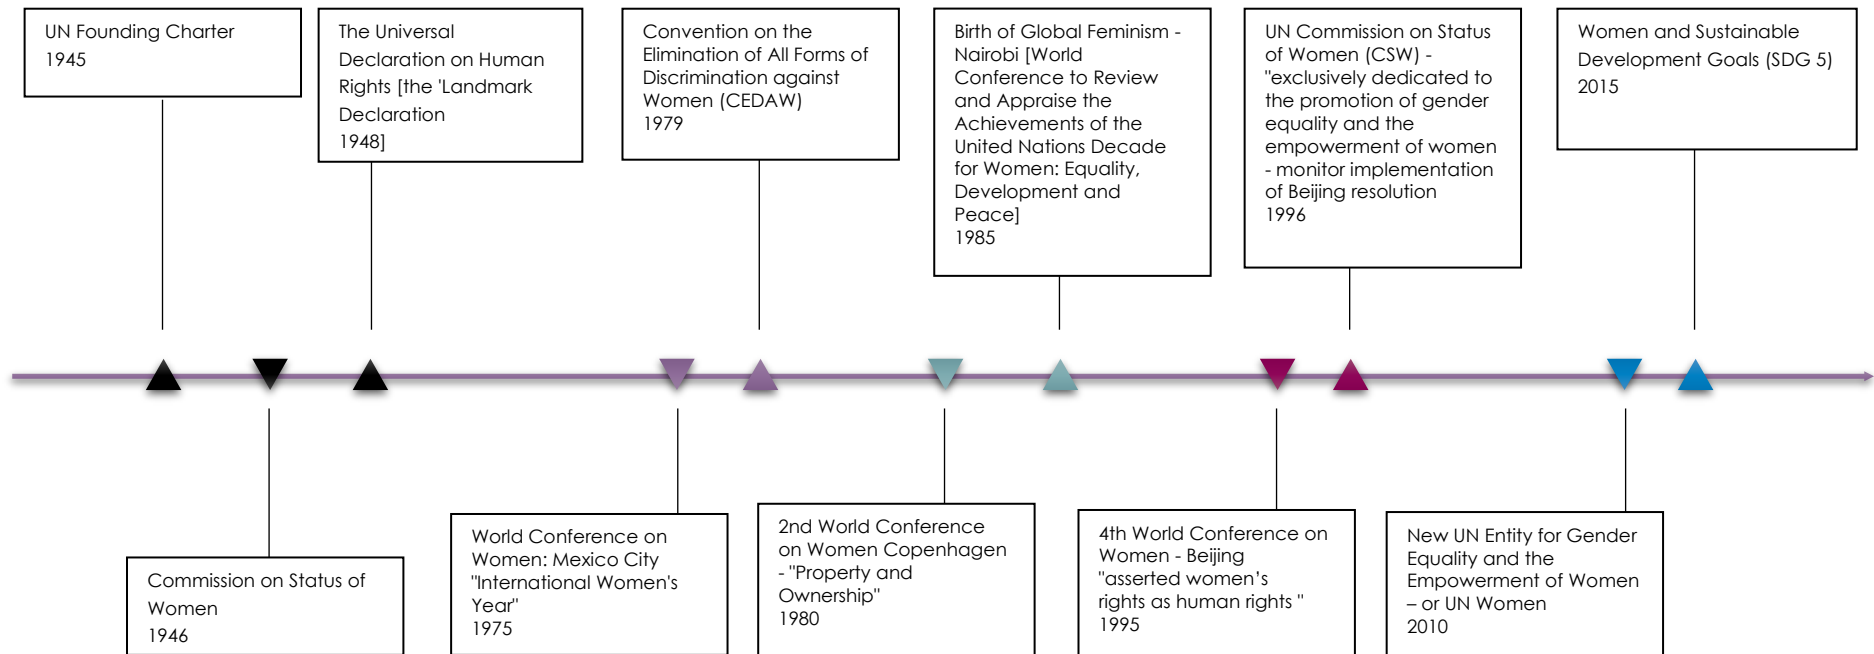 UN Founding Charter
1945
The Universal
Declaration on Human
Rights [the 'Landmark
Declaration
1948]
Convention on the
Elimination of All Forms of
Discrimination against
Women (CEDAW)
1979
Birth of Global Feminism -
Nairobi [World
Conference to Review
and Appraise the
Achievements of the
United Nations Decade
for Women: Equality,
Development and
Peace]
1985
UN Commission on Status
of Women (CSW) -
"exclusively dedicated to
the promotion of gender
equality and the
empowerment of women
- monitor implementation
of Beijing resolution
1996
Women and Sustainable
Development Goals (SDG 5)
2015
Commission on Status of
Women
1946
World Conference on
Women: Mexico City
"International Women's
Year"
1975
2nd World Conference
on Women Copenhagen
- "Property and
Ownership"
1980
4th World Conference on
Women - Beijing
"asserted women’s
rights as human rights "
1995
New UN Entity for Gender
Equality and the
Empowerment of Women
– or UN Women
2010